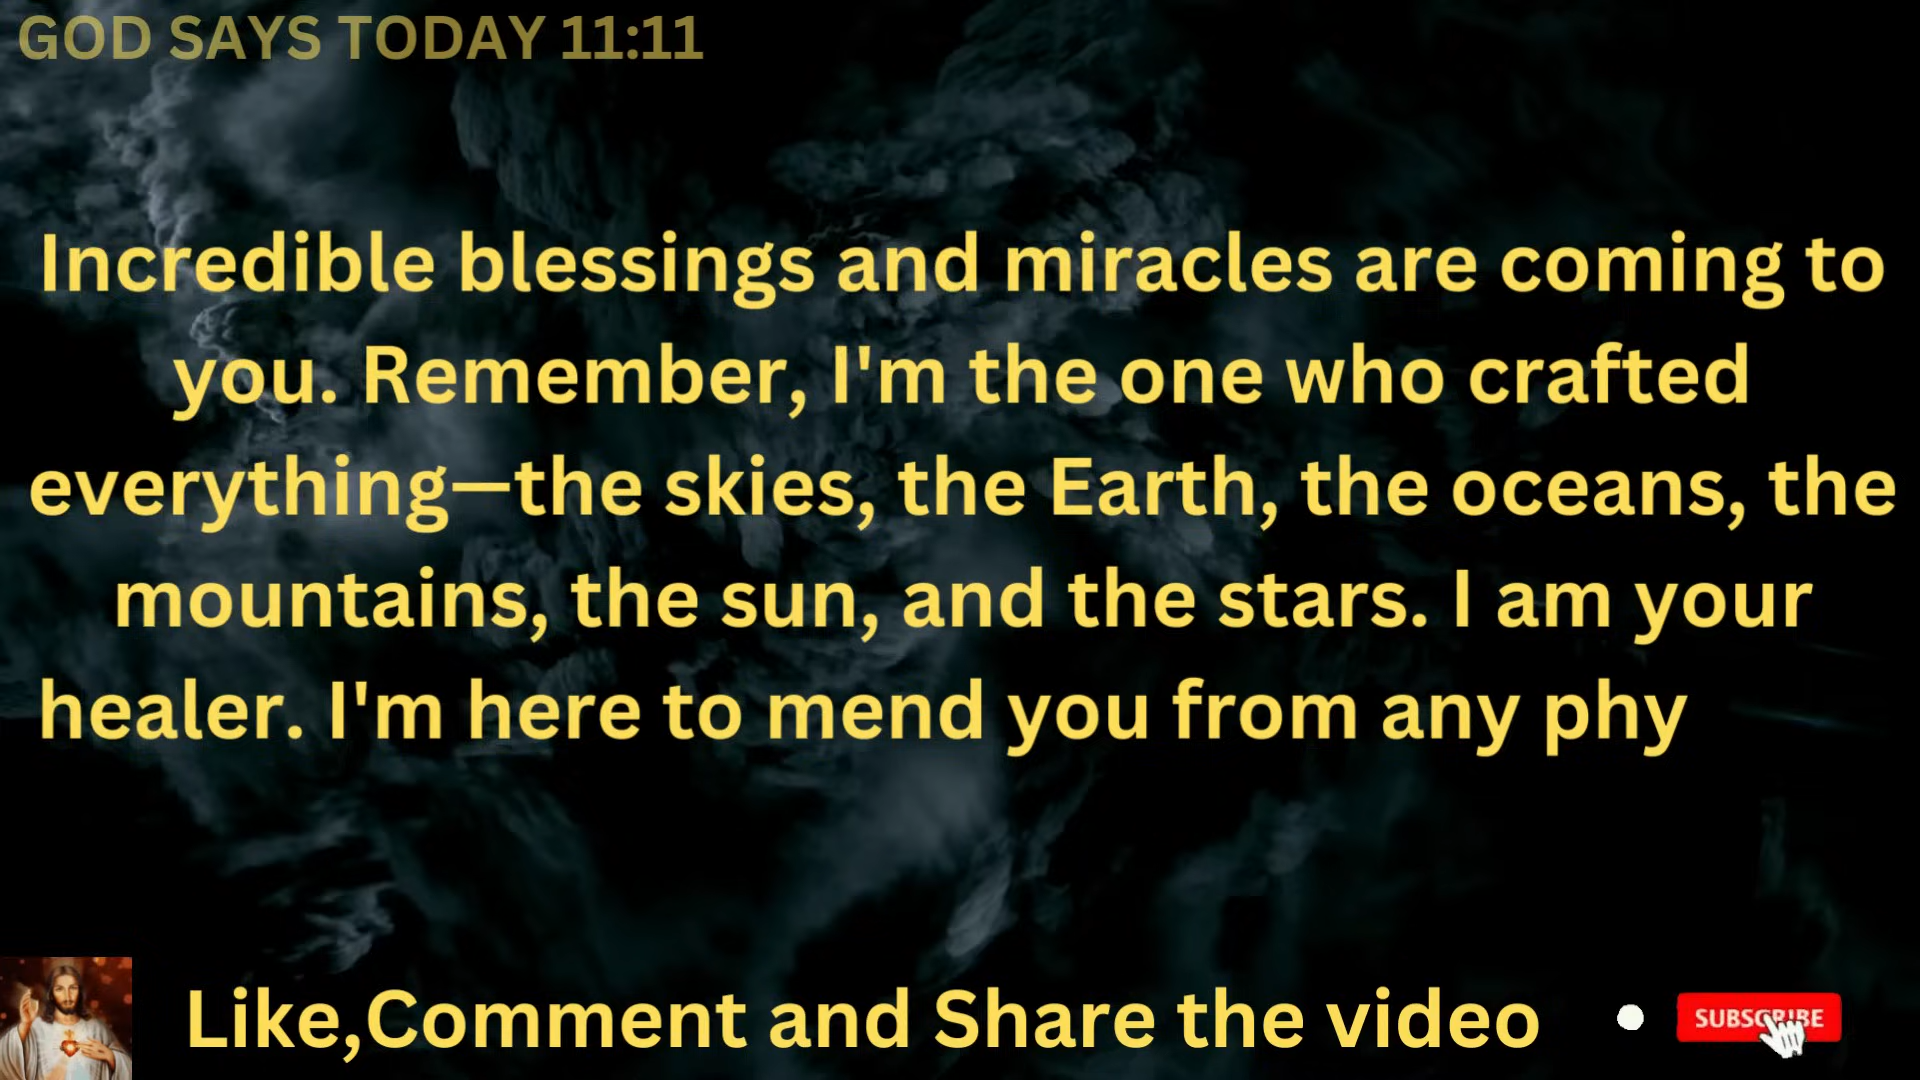 GOD SAYS TODAY 11:11
Incredible blessings and miracles are coming to
you. Remember, I'm the one who crafted
everything—the skies, the Earth, the oceans, the
mountains, the sun, and the stars. I am your
healer. I'm here to mend you from any phy
Like,Comment and Share the video
SUBSCRIBE